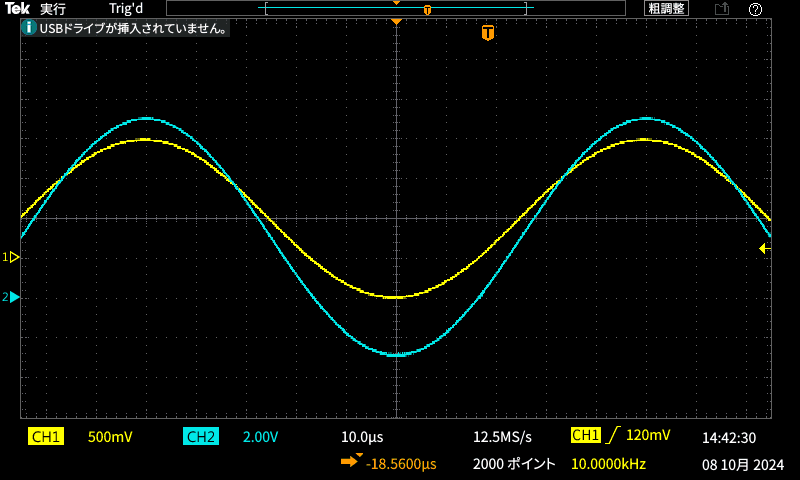 Tek 実行 Trig'd 粗調整 ?
T
i USBドライブが挿入されていません。
T
1
2
CH1 500mV CH2 2.00V 10.0µs 12.5MS/s CH1 120mV 14:42:30
-18.5600µs 2000 ポイント 10.0000kHz 08 10月 2024